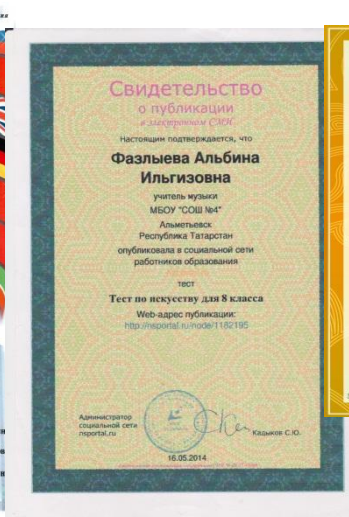 Свидетельство
о публикации
в электронном СМИ
Настоящим подтверждается, что
Фазлыева Альбина
Ильгизовна
учитель музыки
МБОУ "СОШ №4"
Альметьевск
Республика Татарстан
опубликовала в социальной сети
работников образования
тест
Тест по искусству для 8 класса
Web-адрес публикации:
http://nsportal.ru/node/1182195
Администратор
социальной сети
nsportal.ru
Кадыков С.Ю.
16.05.2014